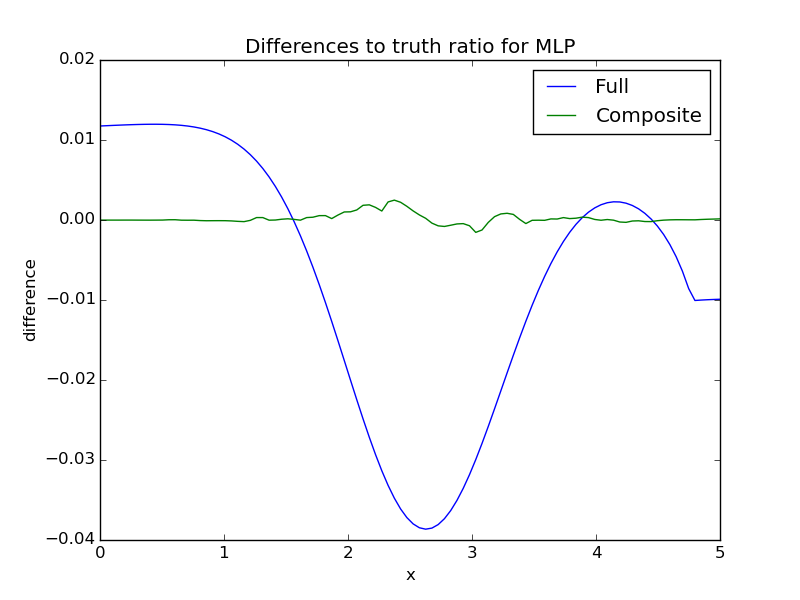 Differences to truth ratio for MLP
Full
Composite
0.02
0.01
0.00
−0.01
−0.02
−0.03
−0.04
difference
0 1 2 3 4 5
x